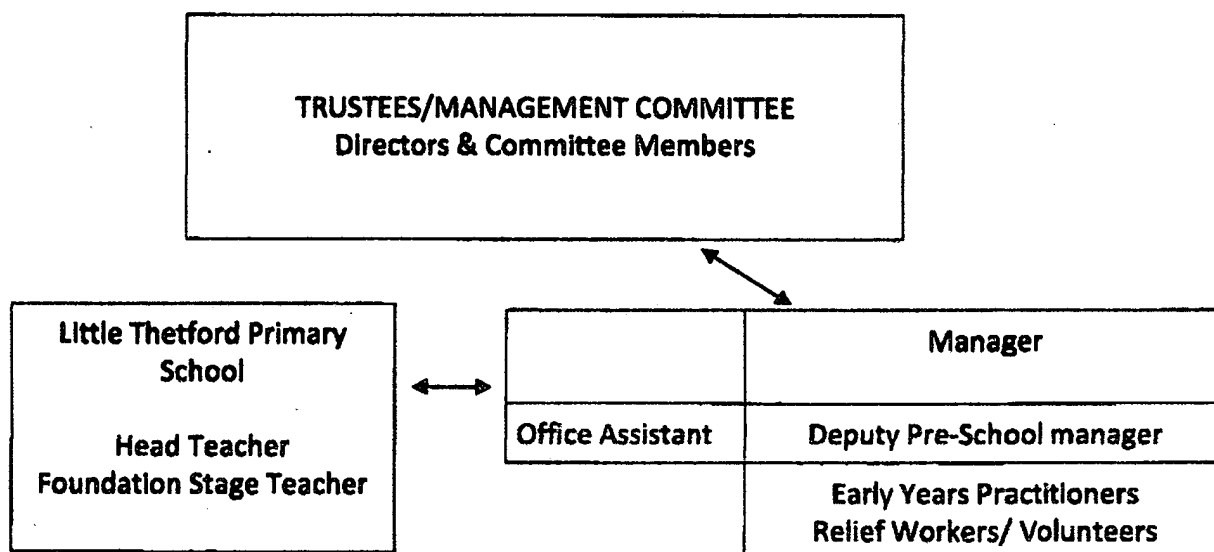 TRUSTEES/MANAGEMENT COMMITTEE
Directors & Committee Members
Little Thetford Primary
School
Head Teacher
Foundation Stage Teacher
Manager
Office Assistant
Deputy Pre-School manager
Early Years Practitioners
Relief Workers/ Volunteers